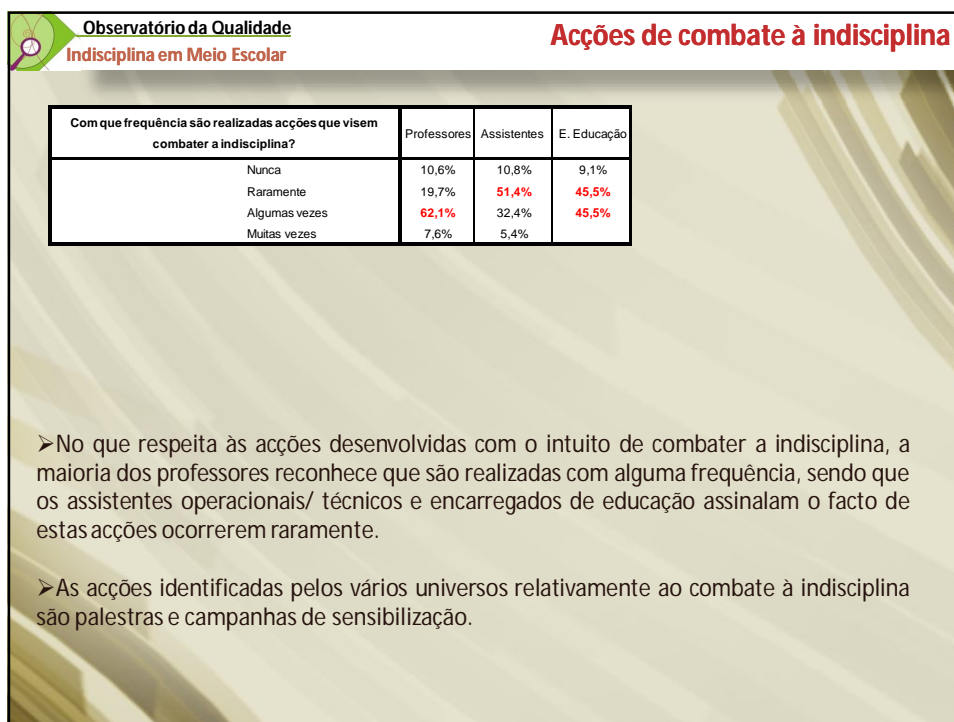 Observatório da Qualidade
Indisciplina em Meio Escolar
Acções de combate à indisciplina
Com que frequência são realizadas acções que visem combater a indisciplina? Professores Assistentes E. Educação
Nunca 10,6% 10,8% 9,1%
Raramente 19,7% 51,4% 45,5%
Algumas vezes 62,1% 32,4% 45,5%
Muitas vezes 7,6% 5,4%
➢No que respeita às acções desenvolvidas com o intuito de combater a indisciplina, a
maioria dos professores reconhece que são realizadas com alguma frequência, sendo que
os assistentes operacionais/ técnicos e encarregados de educação assinalam o facto de
estas acções ocorrerem raramente.
➢As acções identificadas pelos vários universos relativamente ao combate à indisciplina
são palestras e campanhas de sensibilização.